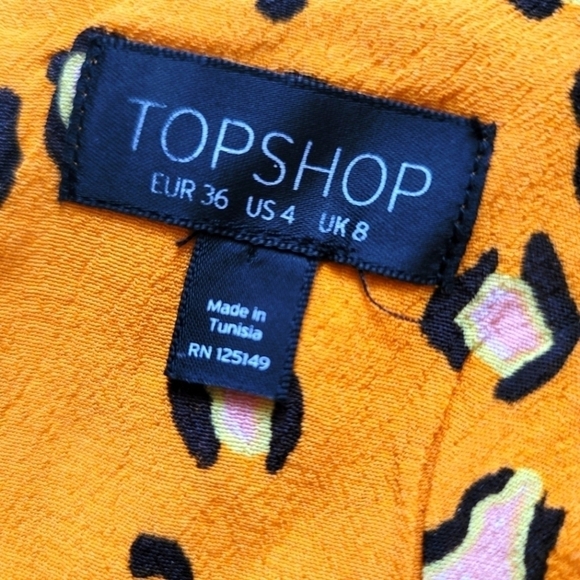 TOPSHOP
EUR 36 US 4 UK 8
Made in
Tunisia
RN 125149